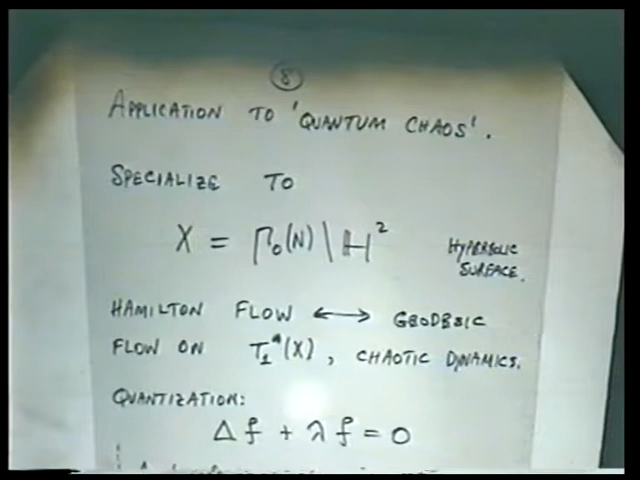 8
APPLICATION TO 'QUANTUM CHAOS'.
SPECIALIZE TO
X = Γ₀(N) \ H² HYPERBOLIC
SURFACE.
HAMILTON FLOW ⟷ GEODESIC
FLOW ON T₁*(X), CHAOTIC DYNAMICS.
QUANTIZATION:
Δf + λf = 0